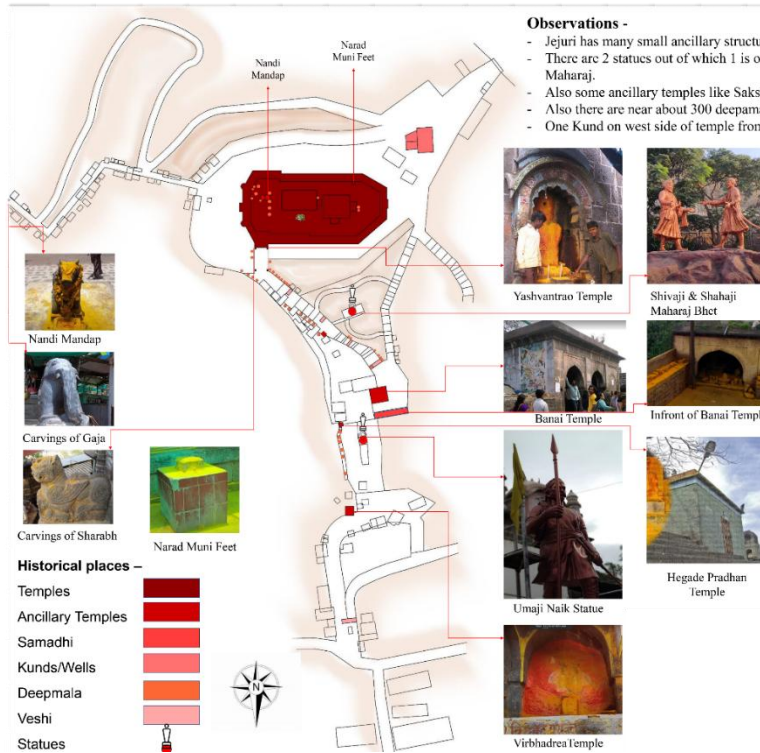 Observations -
- Jejuri has many small ancillary structu
- There are 2 statues out of which 1 is o
Maharaj.
- Also some ancillary temples like Saks
- Also there are near about 300 deepama
- One Kund on west side of temple from
Nandi
Mandap
Narad
Muni Feet
Yashvantrao Temple
Shivaji & Shahaji
Maharaj Bhet
Nandi Mandap
Banai Temple
Infront of Banai Templ
Carvings of Gaja
Carvings of Sharabh
Narad Muni Feet
Umaji Naik Statue
Hegade Pradhan
Temple
Historical places –
Temples
Ancillary Temples
Samadhi
Kunds/Wells
Deepmala
Veshi
Statues
N
VirbhadreaTemple